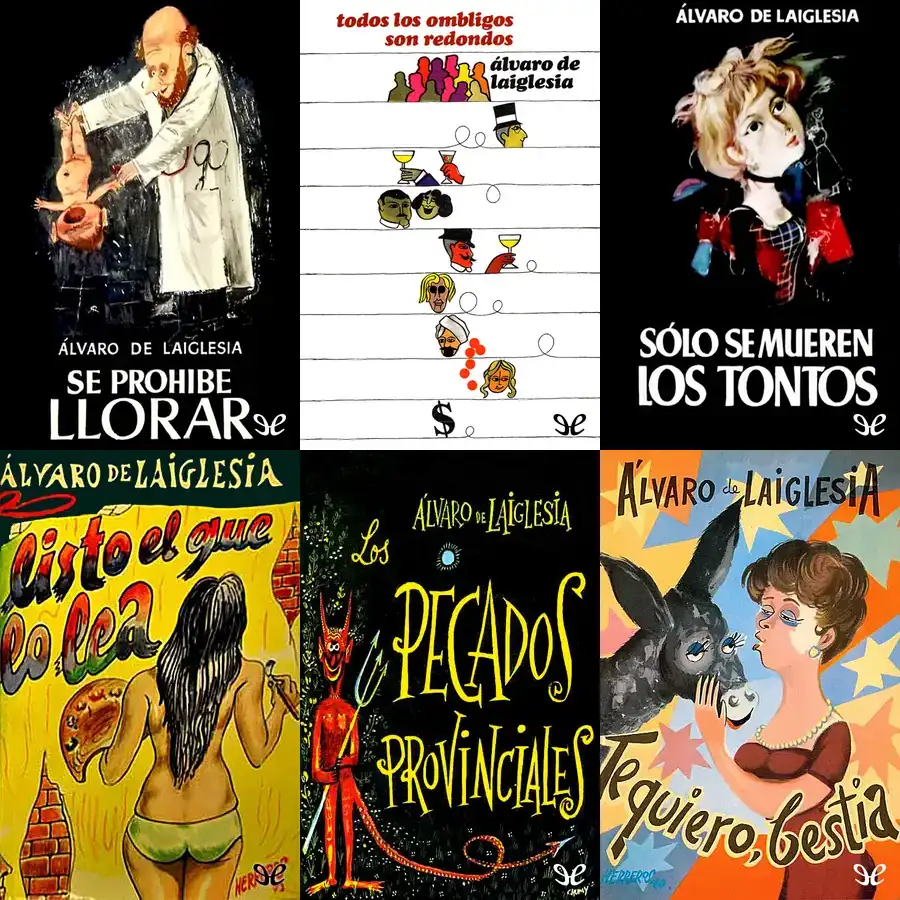 ÁLVARO DE LAIGLESIA
SE PROHIBE
LLORAR
todos los ombligos
son redondos
álvaro de
laiglesia
$
ÁLVARO DE LAIGLESIA
SÓLO SE MUEREN
LOS TONTOS
ÁLVARO DE LAIGLESIA
listo el que
lo lea
ÁLVARO DE LAIGLESIA
Los
PECADOS
PROVINCIALES
CHUMY
ÁLVARO de LAIGLESIA
Te quiero, bestia
HERREROS